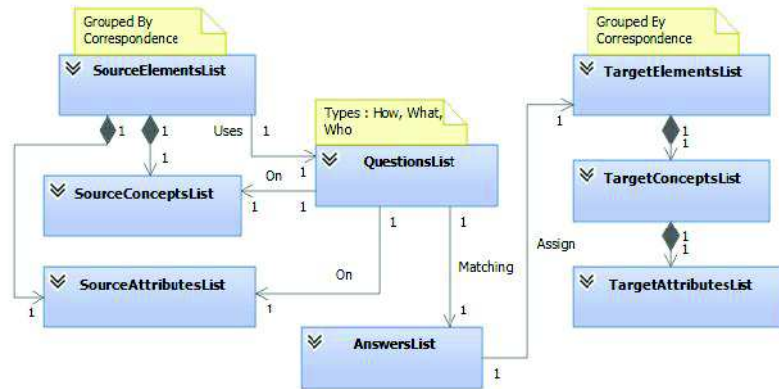 Grouped By
Correspondence
Grouped Ey
Correspondence
SourceElementsList
TargetElementsList
1
1
Uses
1
Types : How, What,
Who
1
1
1
1
1
QuestionsList
TargetConceptsList
On
SourceConceptsList
1
1
1
1
1
Assign
1
Matching
SourceAttributesList
On
TargetAttributesList
1
1
1
AnswersList
1